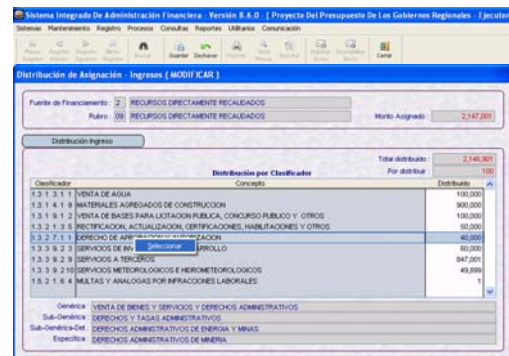 Sistema Integrado De Administración Financiera - Versión 8.6.0 - [ Proyecto Del Presupuesto De Los Gobiernos Regionales - [ Ejecutor
Sistemas Mantenimiento Registro Procesos Consultas Reportes Utilitarios Comunicación
Guardar Deshacer Cerrar
Distribución de Asignación - Ingresos ( MODIFICAR )
Fuente de Financiamiento : 2 RECURSOS DIRECTAMENTE RECAUDADOS
Rubro : 09 RECURSOS DIRECTAMENTE RECAUDADOS Monto Asignado : 2,147,001
Distribución Ingreso
Total distribuido : 2,146,901
Distribución por Clasificador Por distribuir : 100
Clasificador Concepto Distribuido
1.3.1 3.1 1 VENTA DE AGUA 100,000
1.3.1 4.1 9 MATERIALES AGREGADOS DE CONSTRUCCION 900,000
1.3.1 9.1 2 VENTA DE BASES PARA LICITACION PUBLICA, CONCURSO PUBLICO Y OTROS 100,000
1.3.2 1.3 5 RECTIFICACION, ACTUALIZACION, CORRECCIONES, HABILITACIONES Y OTROS 50,000
1.3.2 7.1 1 DERECHO DE APROBACION Y AUTORIZACION 40,000
Seleccionar
1.3.3 9.2 3 SERVICIOS DE INV ARROLLO 60,000
1.3.3 9.2 9 SERVICIOS A TERCEROS 847,001
1.3.3 9.2 10 SERVICIOS METEOROLOGICOS E HIDROMETEOROLOGICOS 49,899
1.5.2 1.6 4 MULTAS Y ANALOGAS POR INFRACCIONES LABORALES 1
Genérica : VENTA DE BIENES Y SERVICIOS Y DERECHOS ADMINISTRATIVOS
Sub-Genérica : DERECHOS Y TASAS ADMINISTRATIVOS
Sub-Genérica-Det. : DERECHOS ADMINISTRATIVOS DE ENERGIA Y MINAS
Específica : DERECHOS ADMINISTRATIVOS DE MINERIA